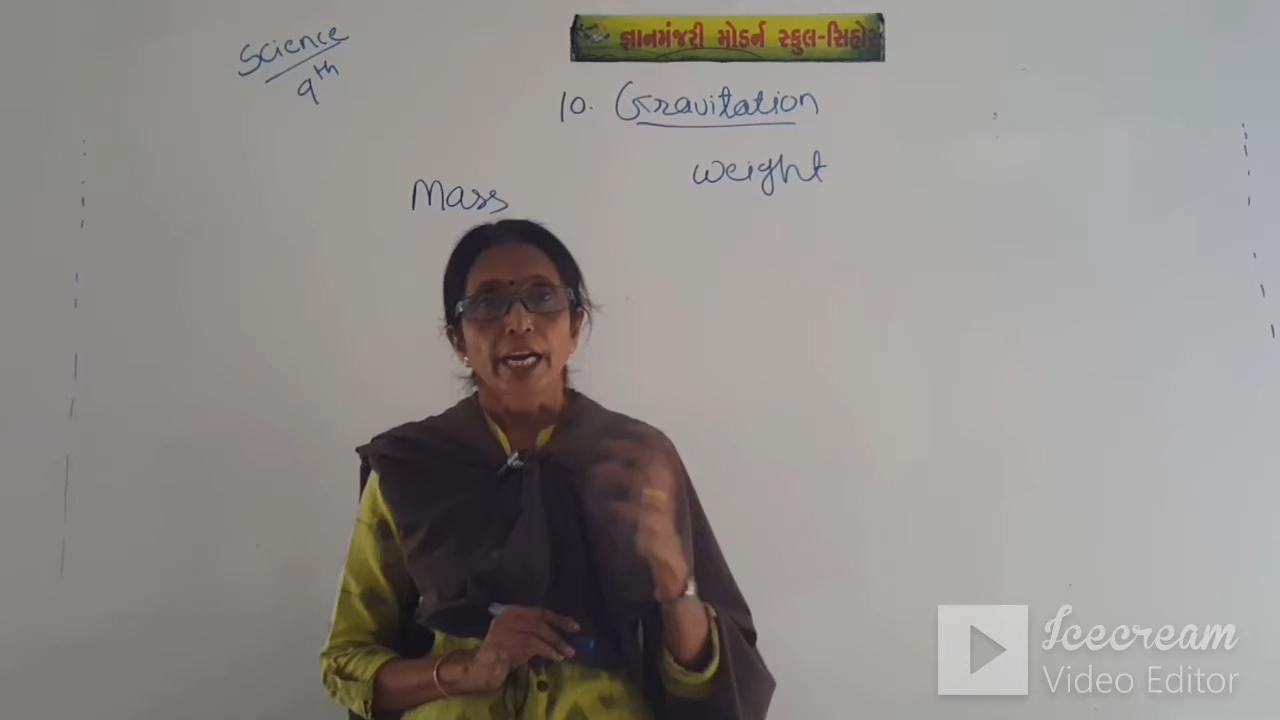 Science
9th
જ્ઞાનમંજરી મોડર્ન સ્કુલ-સિહોર
10. Gravitation
Mass
weight
Icecream
Video Editor